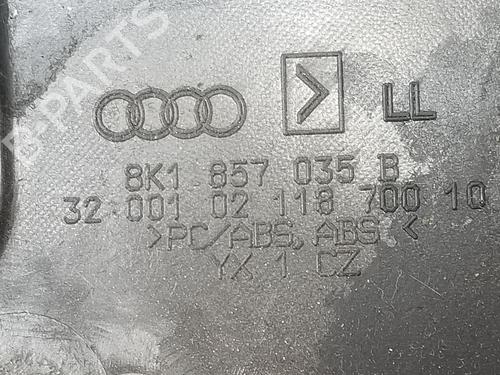 B-PARTS
LL
8K1 857 035 B
32 001 02 118 700 10
>PC/ABS, ABS<
YX 1 CZ